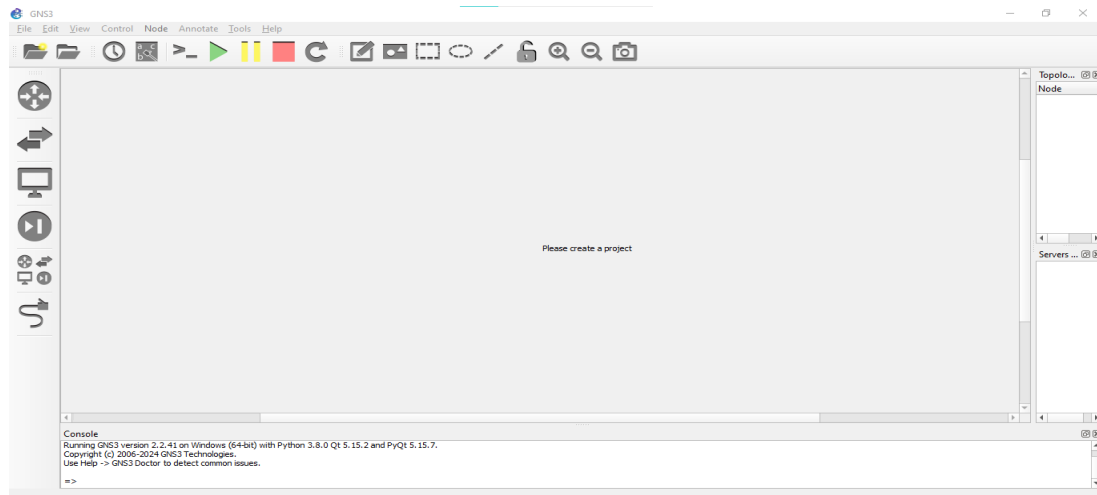 GNS3
File Edit View Control Node Annotate Tools Help
Topolo...
Node
Please create a project
Servers ...
Console
Running GNS3 version 2.2.41 on Windows (64-bit) with Python 3.8.0 Qt 5.15.2 and PyQt 5.15.7.
Copyright (c) 2006-2024 GNS3 Technologies.
Use Help -> GNS3 Doctor to detect common issues.
=>